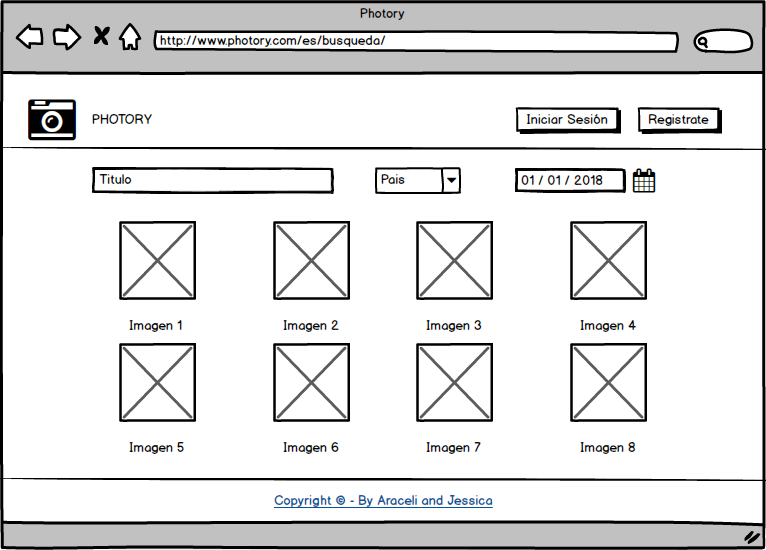 Photory
http://www.photory.com/es/busqueda/
PHOTORY
Iniciar Sesión
Registrate
Titulo
Pais
01 / 01 / 2018
Imagen 1
Imagen 2
Imagen 3
Imagen 4
Imagen 5
Imagen 6
Imagen 7
Imagen 8
Copyright © - By Araceli and Jessica